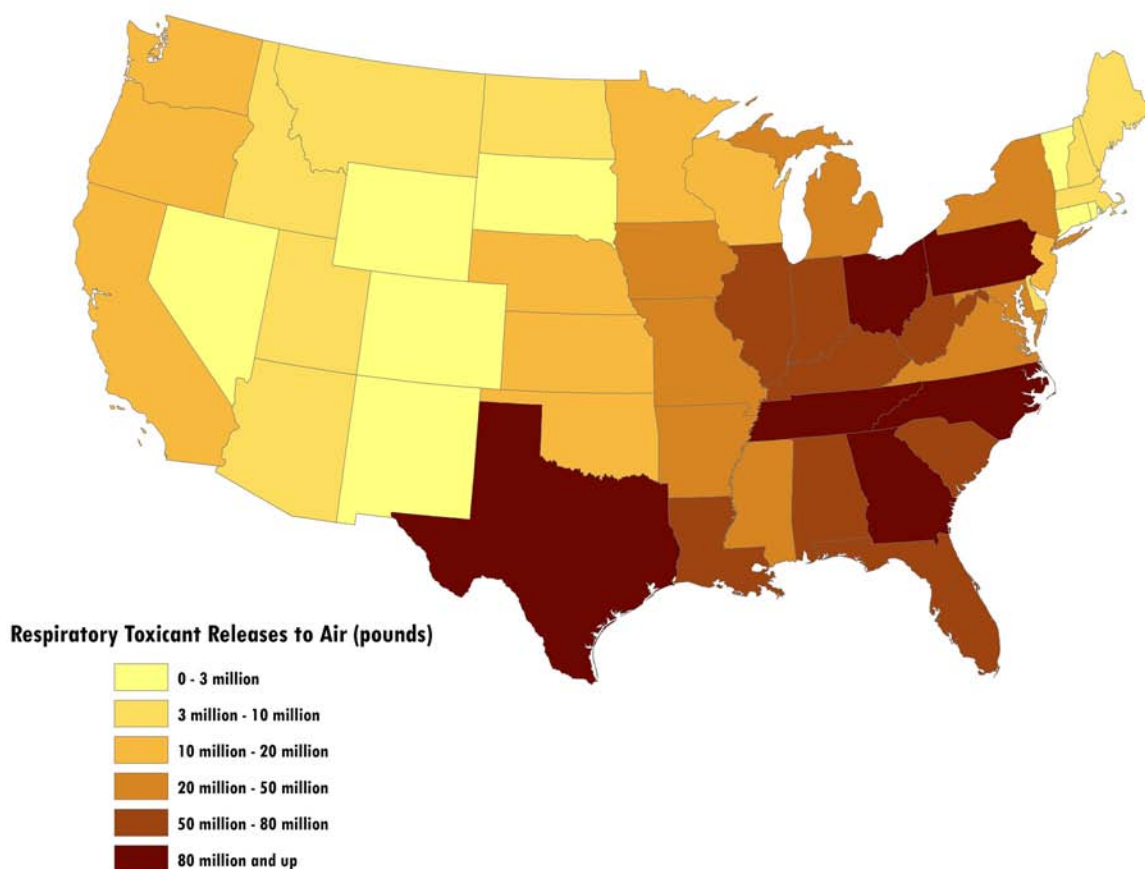 Respiratory Toxicant Releases to Air (pounds)
0 - 3 million
3 million - 10 million
10 million - 20 million
20 million - 50 million
50 million - 80 million
80 million and up